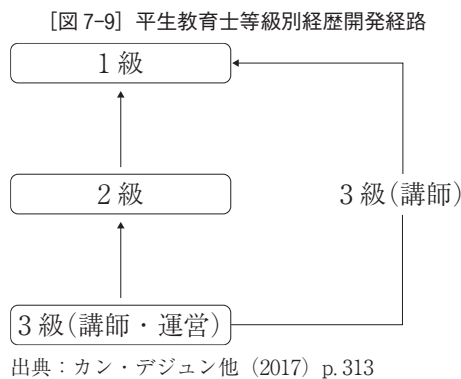 ［図 7-9］ 平生教育士等級別経歴開発経路
1級
2級
3級(講師)
3級(講師・運営)
出典：カン・デジュン他（2017）p. 313